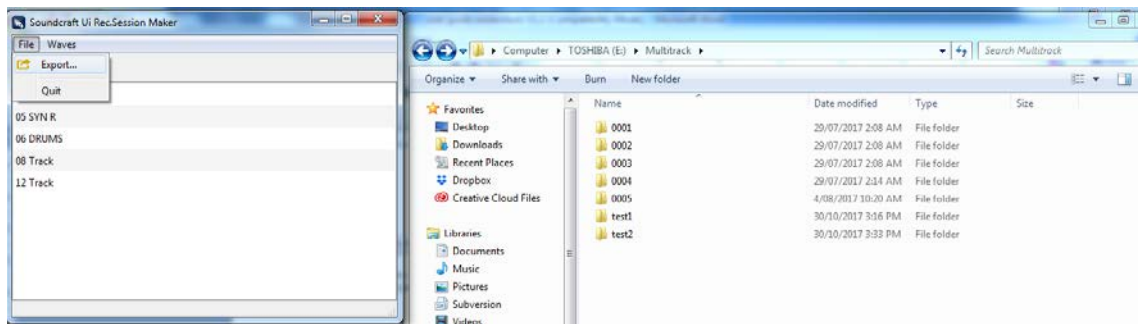 Soundcraft Ui Rec.Session Maker
File Waves
Export...
Quit
05 SYN R
06 DRUMS
08 Track
12 Track
Computer ▸ TOSHIBA (E:) ▸ Multitrack ▸
Search Multitrack
Organize ▾ Share with ▾ Burn New folder
Favorites
Desktop
Downloads
Recent Places
Dropbox
Creative Cloud Files
Libraries
Documents
Music
Pictures
Subversion
Videos
Name Date modified Type Size
0001 29/07/2017 2:08 AM File folder
0002 29/07/2017 2:08 AM File folder
0003 29/07/2017 2:08 AM File folder
0004 29/07/2017 2:14 AM File folder
0005 4/08/2017 10:20 AM File folder
test1 30/10/2017 3:16 PM File folder
test2 30/10/2017 3:33 PM File folder